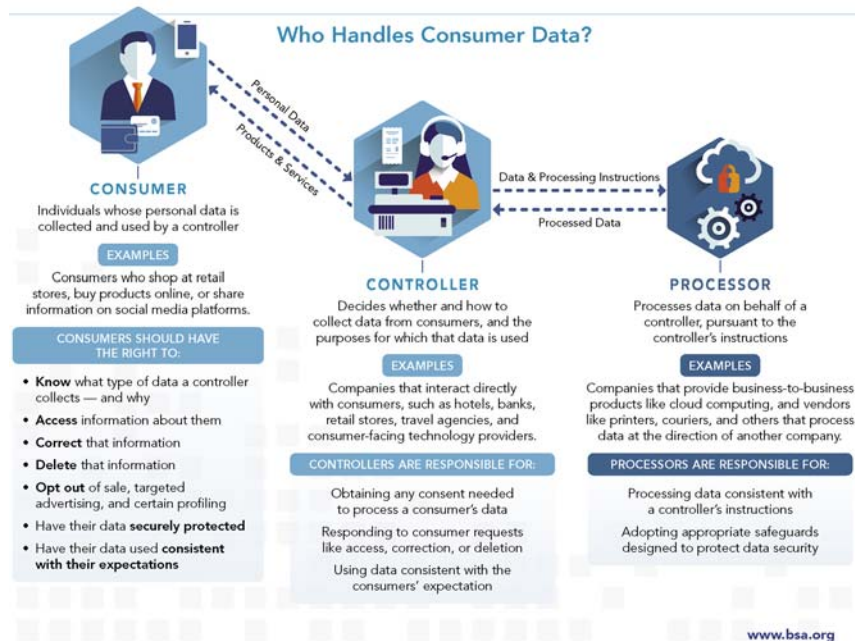 Who Handles Consumer Data?
Personal Data
Products & Services
Data & Processing Instructions
Processed Data
CONSUMER
Individuals whose personal data is
collected and used by a controller
EXAMPLES
Consumers who shop at retail
stores, buy products online, or share
information on social media platforms.
CONSUMERS SHOULD HAVE
THE RIGHT TO:
• Know what type of data a controller
collects — and why
• Access information about them
• Correct that information
• Delete that information
• Opt out of sale, targeted
advertising, and certain profiling
• Have their data securely protected
• Have their data used consistent
with their expectations
CONTROLLER
Decides whether and how to
collect data from consumers, and the
purposes for which that data is used
EXAMPLES
Companies that interact directly
with consumers, such as hotels, banks,
retail stores, travel agencies, and
consumer-facing technology providers.
CONTROLLERS ARE RESPONSIBLE FOR:
Obtaining any consent needed
to process a consumer's data
Responding to consumer requests
like access, correction, or deletion
Using data consistent with the
consumers' expectation
PROCESSOR
Processes data on behalf of a
controller, pursuant to the
controller's instructions
EXAMPLES
Companies that provide business-to-business
products like cloud computing, and vendors
like printers, couriers, and others that process
data at the direction of another company.
PROCESSORS ARE RESPONSIBLE FOR:
Processing data consistent with
a controller's instructions
Adopting appropriate safeguards
designed to protect data security
www.bsa.org